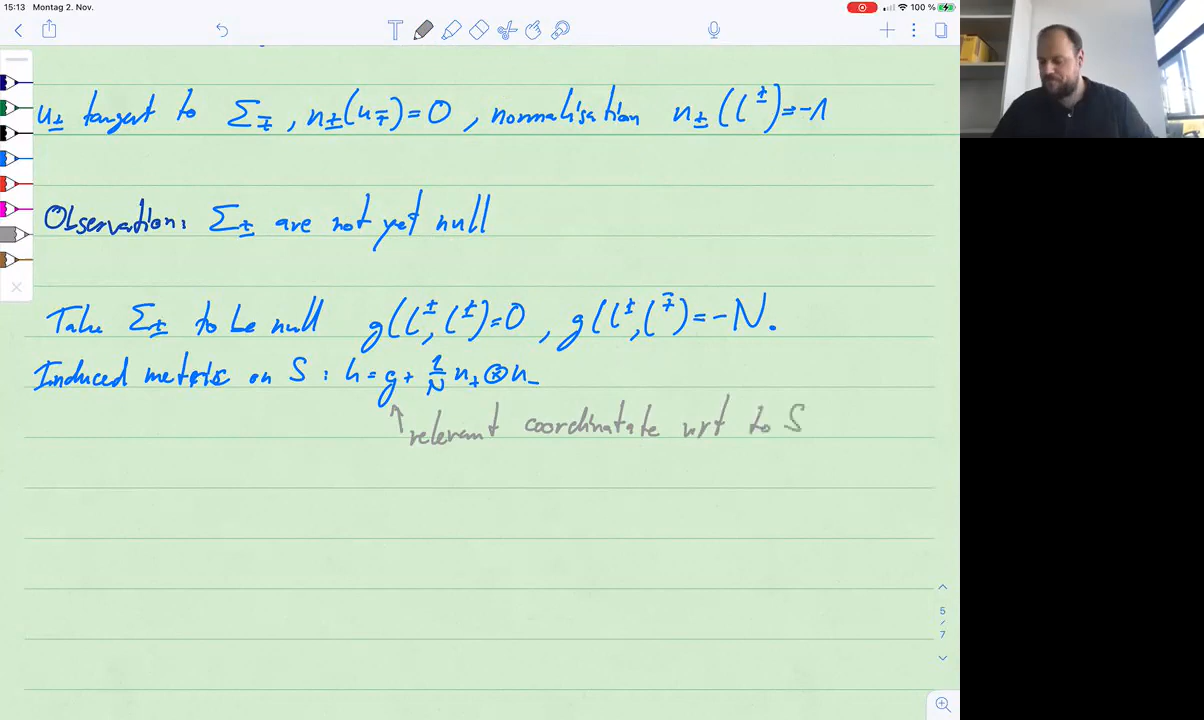 15:13 Montag 2. Nov. 100 %
u± tangent to Σ∓, n±(u∓)=0, normalisation n±(l^±)=-1
Observation: Σ± are not yet null
Take Σ± to be null g(l^±, l^±)=0, g(l^±, l^∓)=-N.
Induced metric on S: h = g + 2/N n₊⊗n₋
↑ relevant coordinatate wrt to S
5
/
7